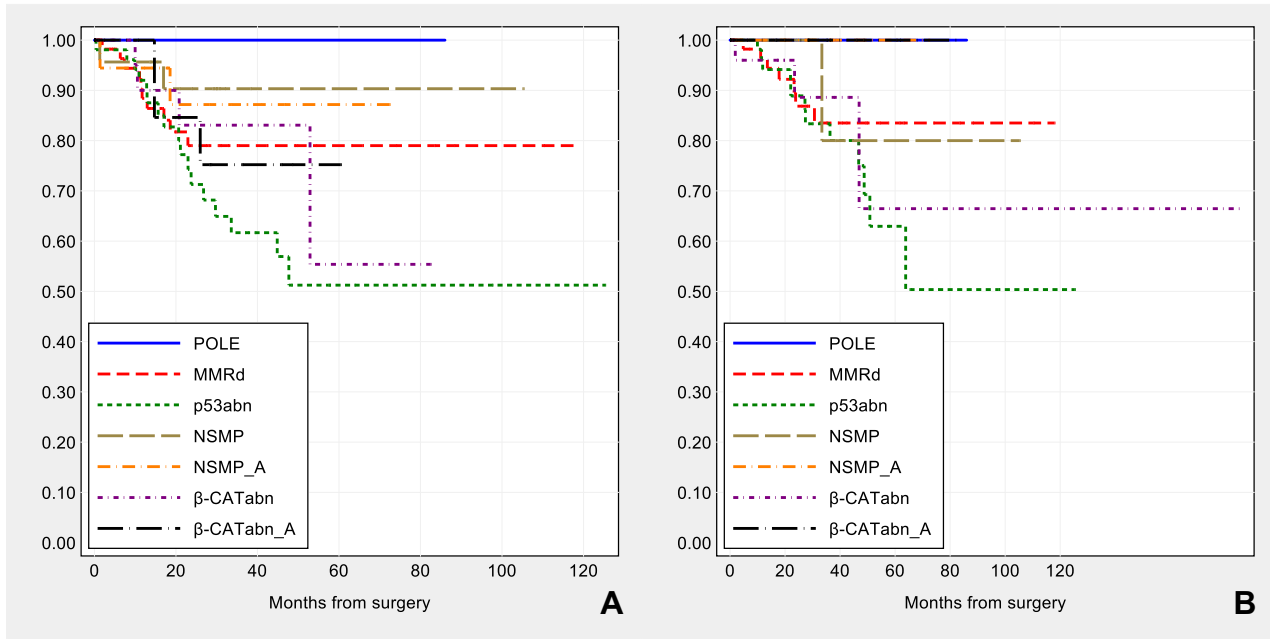 1.00
0.90
0.80
0.70
0.60
0.50
0.40
0.30
0.20
0.10
0.00
POLE
MMRd
p53abn
NSMP
NSMP_A
β-CATabn
β-CATabn_A
0 20 40 60 80 100 120
Months from surgery
A
1.00
0.90
0.80
0.70
0.60
0.50
0.40
0.30
0.20
0.10
0.00
POLE
MMRd
p53abn
NSMP
NSMP_A
β-CATabn
β-CATabn_A
0 20 40 60 80 100 120
Months from surgery
B